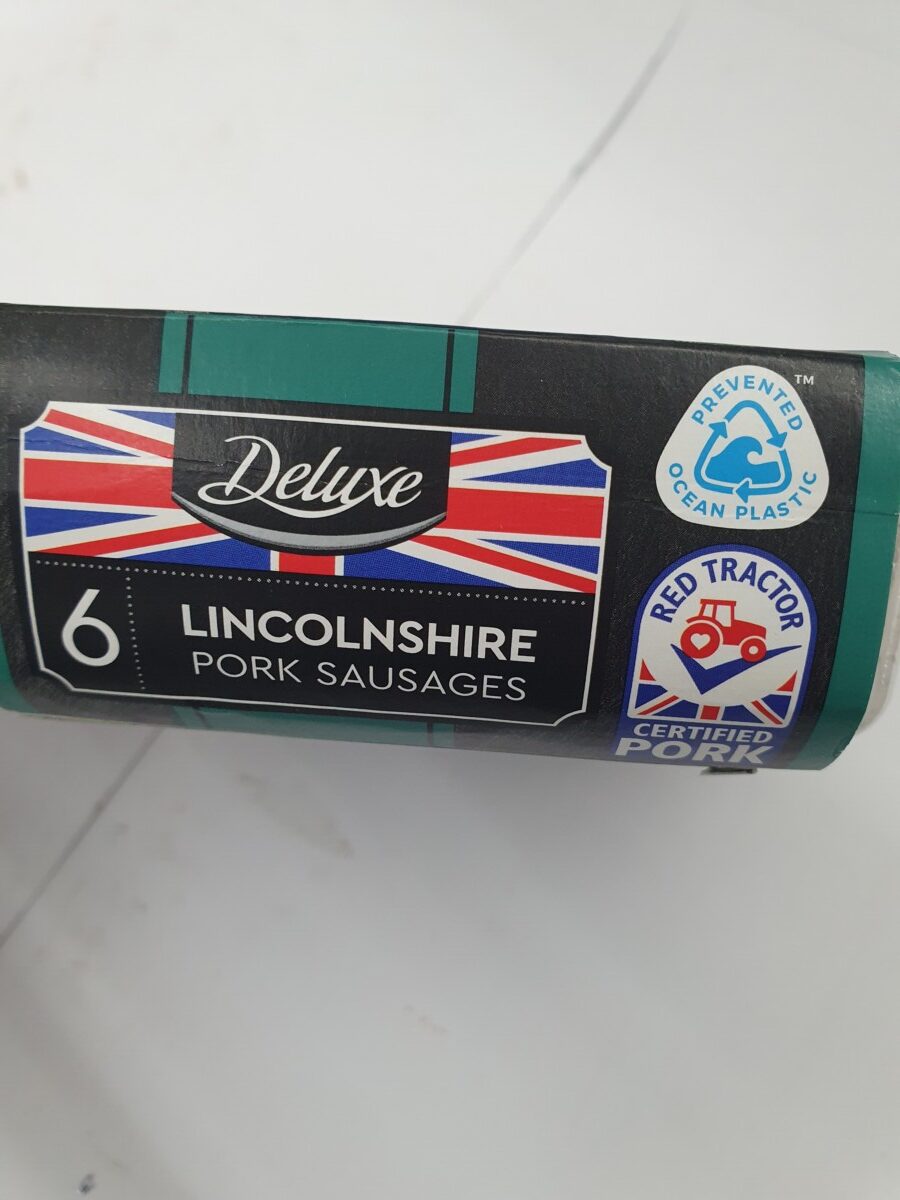 Deluxe
6
LINCOLNSHIRE
PORK SAUSAGES
PREVENTED
OCEAN PLASTIC
TM
RED TRACTOR
CERTIFIED
PORK